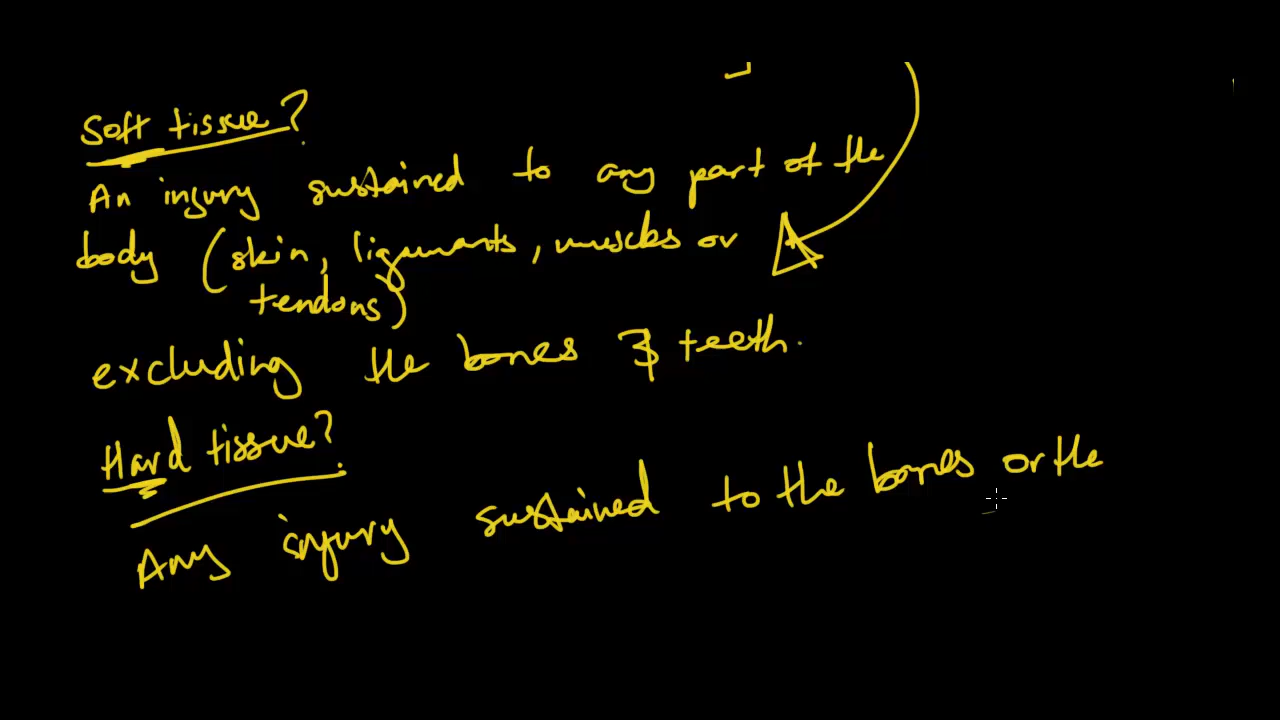 Soft tissue?
An injury sustained to any part of the
body (skin, ligaments, muscles or
tendons)
excluding the bones & teeth.
Hard tissue?
Any injury sustained to the bones or the